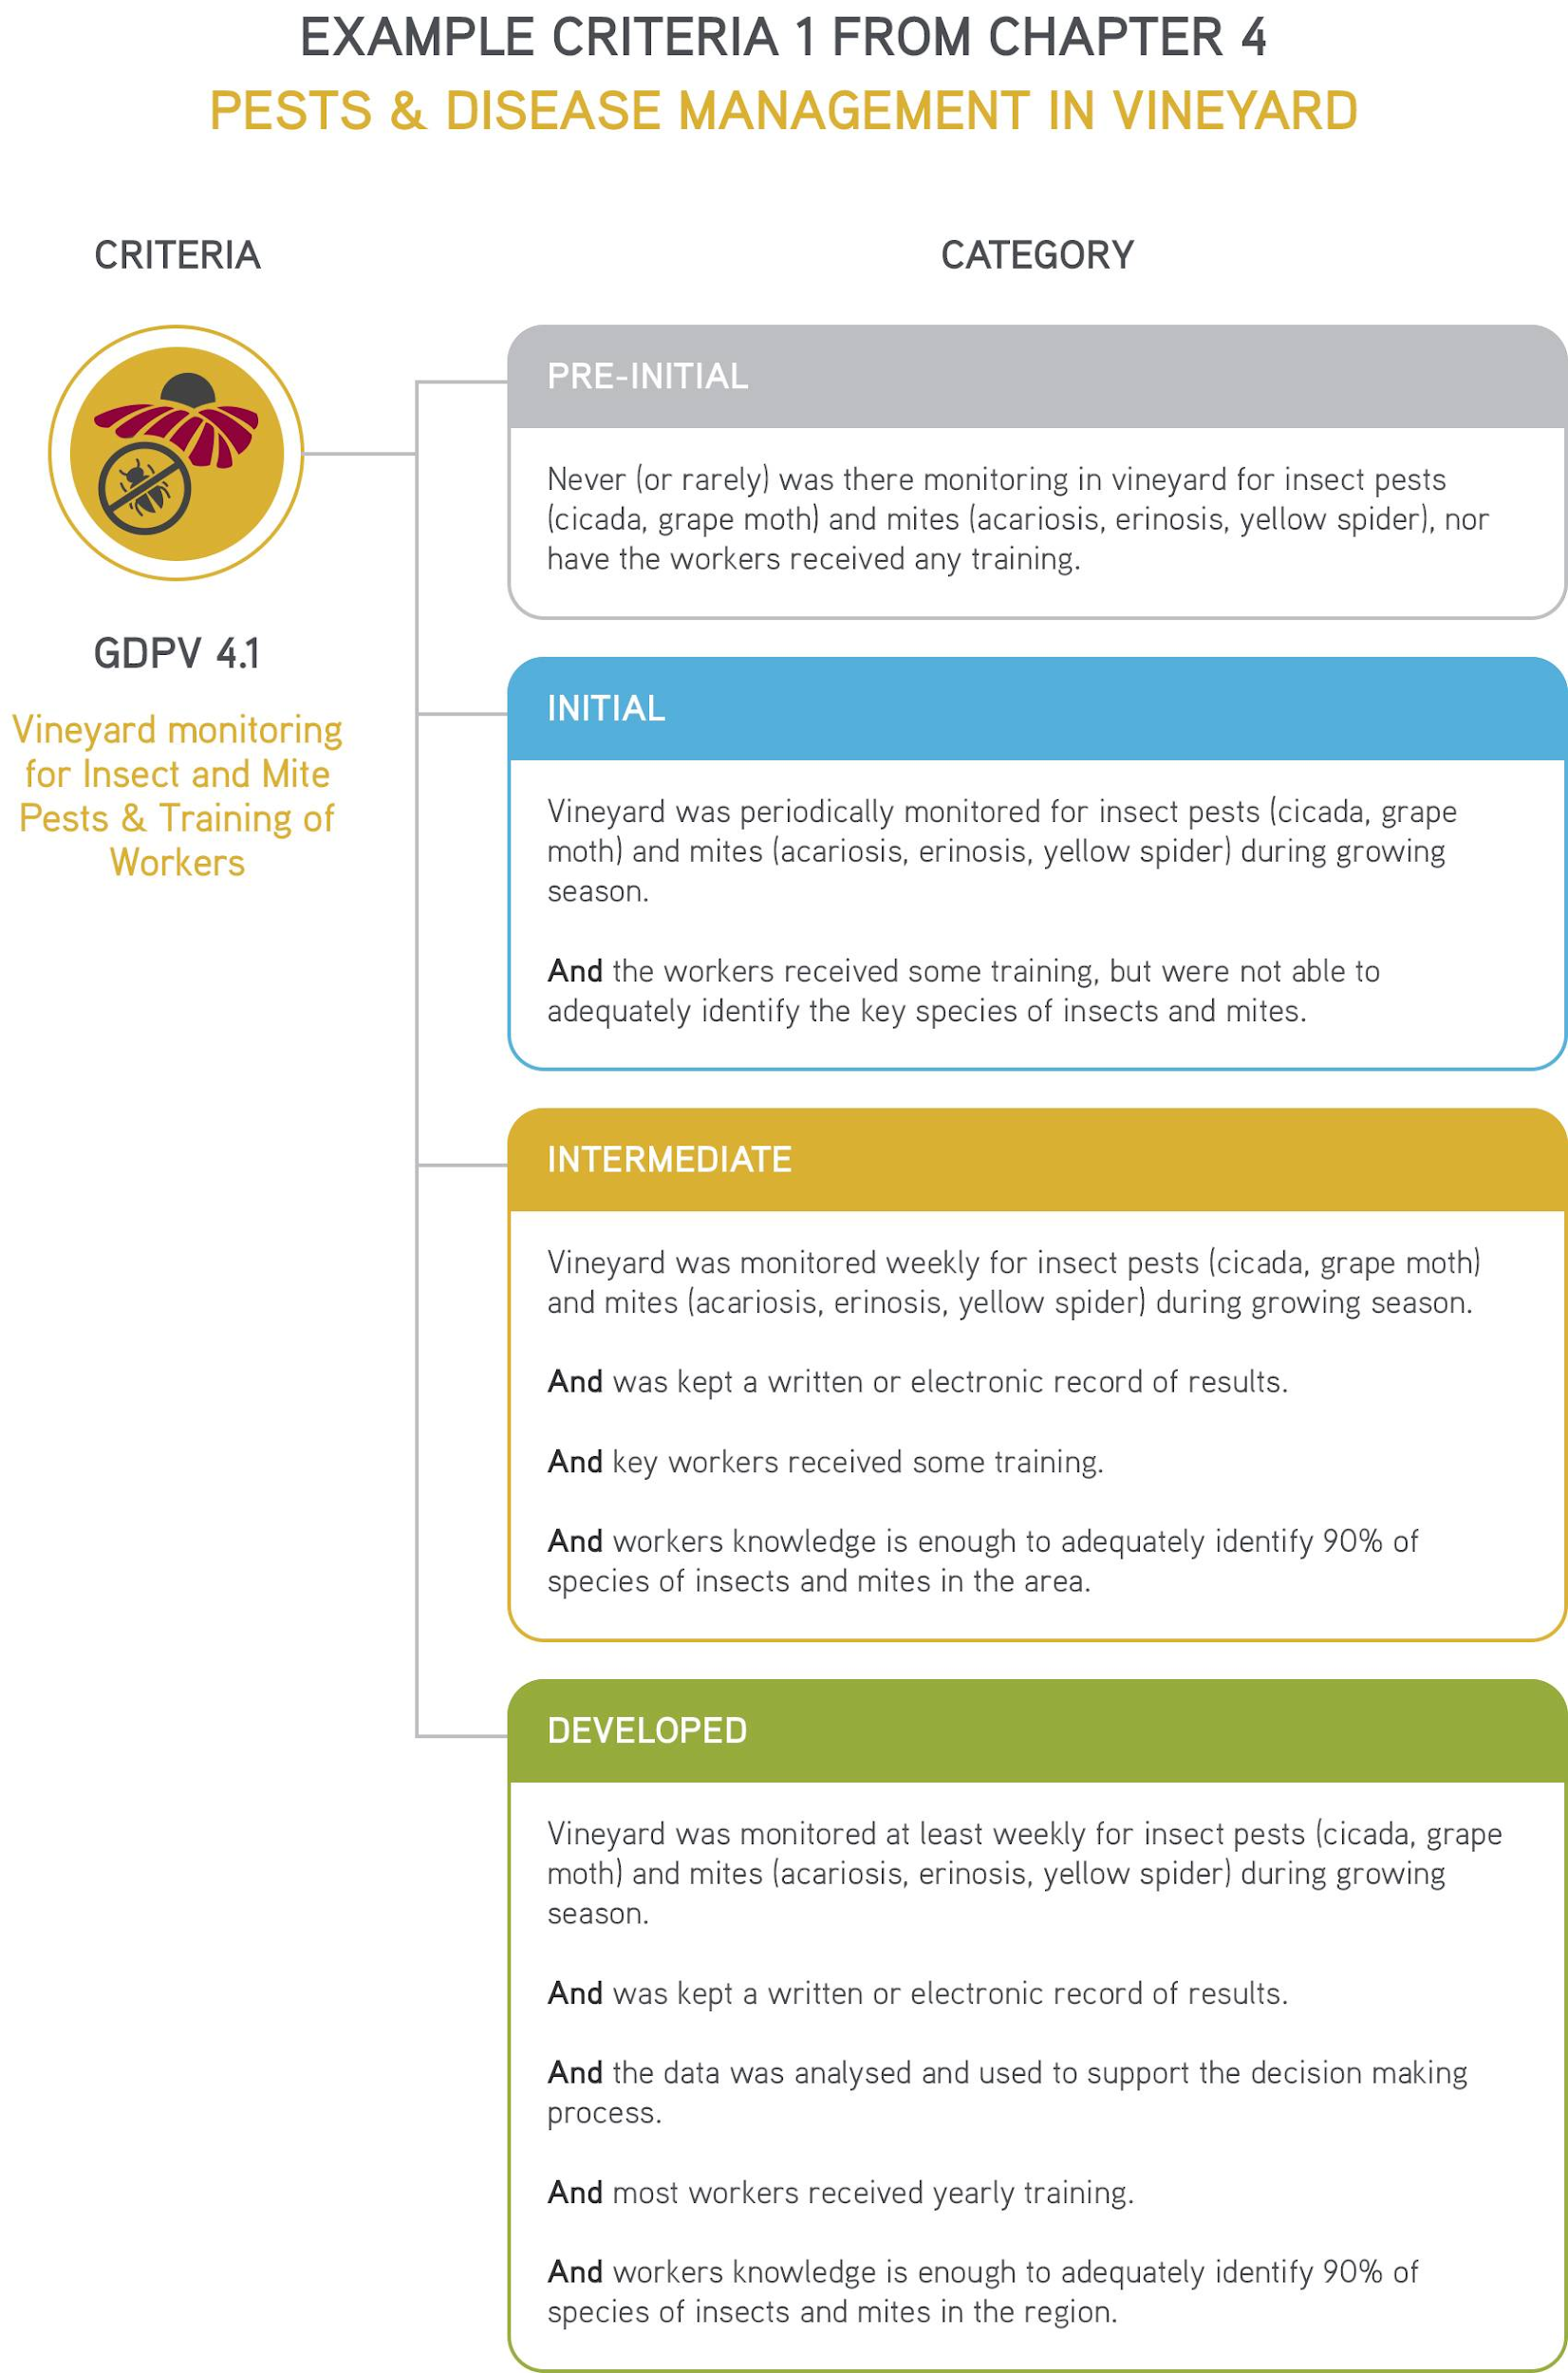 EXAMPLE CRITERIA 1 FROM CHAPTER 4
PESTS & DISEASE MANAGEMENT IN VINEYARD
CRITERIA
CATEGORY
GDPV 4.1
Vineyard monitoring
for Insect and Mite
Pests & Training of
Workers
PRE-INITIAL
Never (or rarely) was there monitoring in vineyard for insect pests
(cicada, grape moth) and mites (acariosis, erinosis, yellow spider), nor
have the workers received any training.
INITIAL
Vineyard was periodically monitored for insect pests (cicada, grape
moth) and mites (acariosis, erinosis, yellow spider) during growing
season.
And the workers received some training, but were not able to
adequately identify the key species of insects and mites.
INTERMEDIATE
Vineyard was monitored weekly for insect pests (cicada, grape moth)
and mites (acariosis, erinosis, yellow spider) during growing season.
And was kept a written or electronic record of results.
And key workers received some training.
And workers knowledge is enough to adequately identify 90% of
species of insects and mites in the area.
DEVELOPED
Vineyard was monitored at least weekly for insect pests (cicada, grape
moth) and mites (acariosis, erinosis, yellow spider) during growing
season.
And was kept a written or electronic record of results.
And the data was analysed and used to support the decision making
process.
And most workers received yearly training.
And workers knowledge is enough to adequately identify 90% of
species of insects and mites in the region.